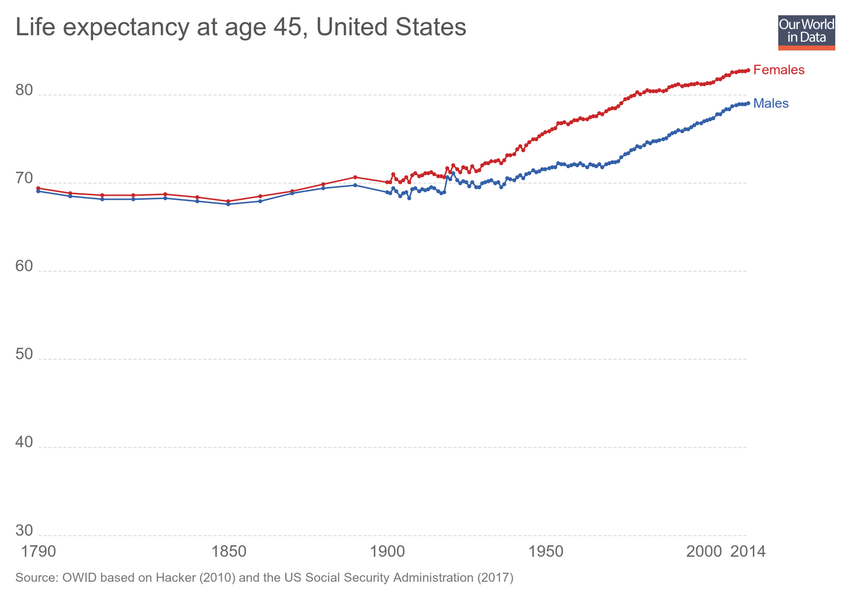 Life expectancy at age 45, United States
Our World
in Data
Females
80
Males
70
60
50
40
30
1790 1850 1900 1950 2000 2014
Source: OWID based on Hacker (2010) and the US Social Security Administration (2017)